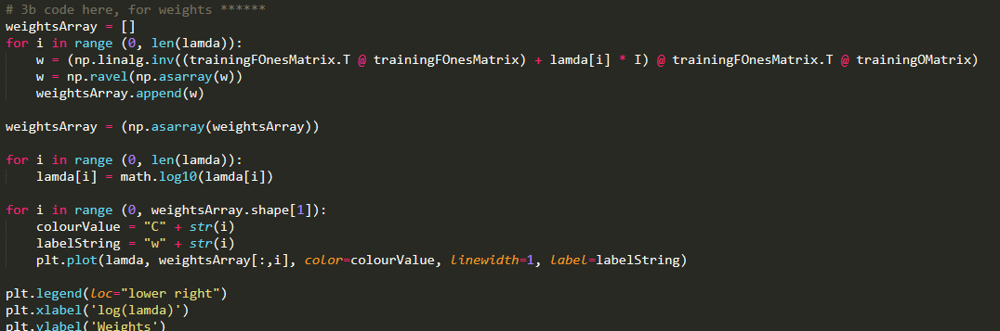 # 3b code here, for weights ******
weightsArray = []
for i in range (0, len(lamda)):
    w = (np.linalg.inv((trainingFOnesMatrix.T @ trainingFOnesMatrix) + lamda[i] * I) @ trainingFOnesMatrix.T @ trainingOMatrix)
    w = np.ravel(np.asarray(w))
    weightsArray.append(w)
weightsArray = (np.asarray(weightsArray))
for i in range (0, len(lamda)):
    lamda[i] = math.log10(lamda[i])
for i in range (0, weightsArray.shape[1]):
    colourValue = "C" + str(i)
    labelString = "w" + str(i)
    plt.plot(lamda, weightsArray[:,i], color=colourValue, linewidth=1, label=labelString)
plt.legend(loc="lower right")
plt.xlabel('log(lamda)')
plt.ylabel('Weights')